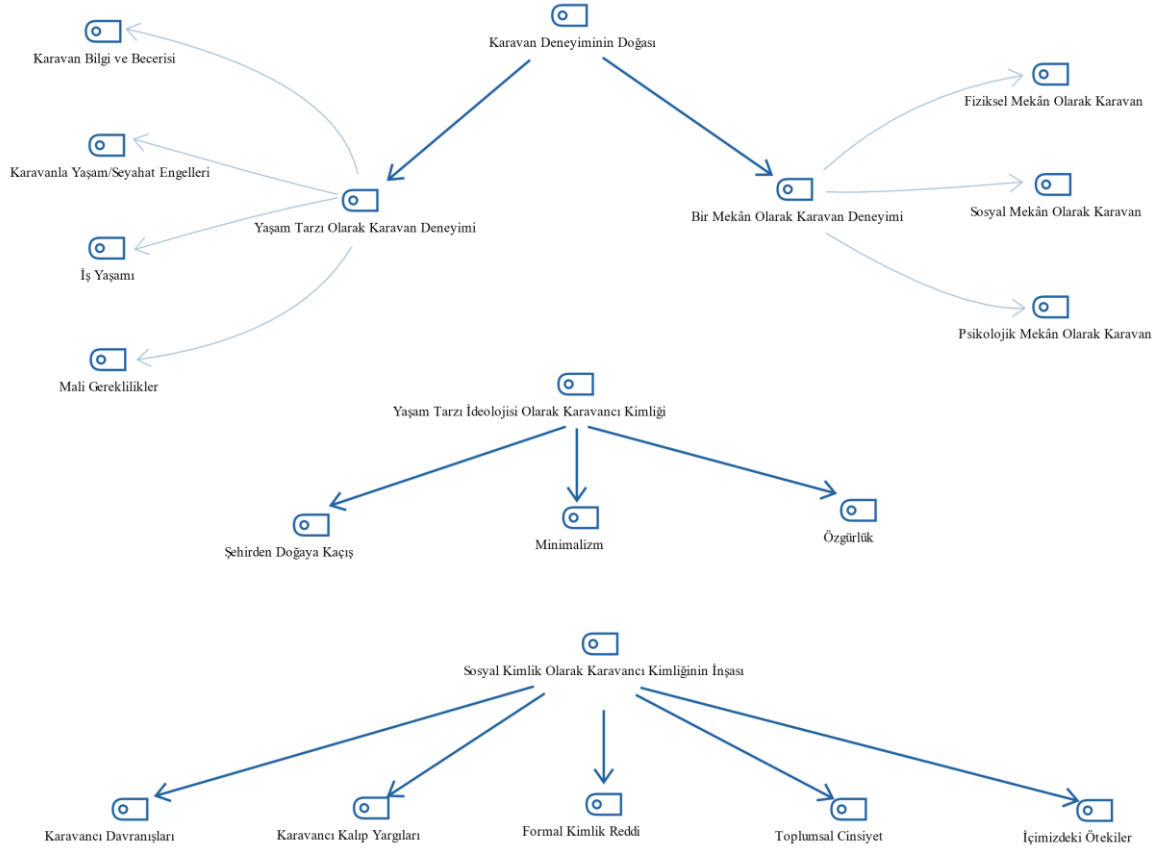 Karavan Deneyiminin Doğası
Karavan Bilgi ve Becerisi
Fiziksel Mekân Olarak Karavan
Karavanla Yaşam/Seyahat Engelleri
Yaşam Tarzı Olarak Karavan Deneyimi
Bir Mekân Olarak Karavan Deneyimi
Sosyal Mekân Olarak Karavan
İş Yaşamı
Psikolojik Mekân Olarak Karavan
Mali Gereklilikler
Yaşam Tarzı İdeolojisi Olarak Karavancı Kimliği
Şehirden Doğaya Kaçış
Minimalizm
Özgürlük
Sosyal Kimlik Olarak Karavancı Kimliğinin İnşası
Karavancı Davranışları
Karavancı Kalıp Yargıları
Formal Kimlik Reddi
Toplumsal Cinsiyet
İçimizdeki Ötekiler